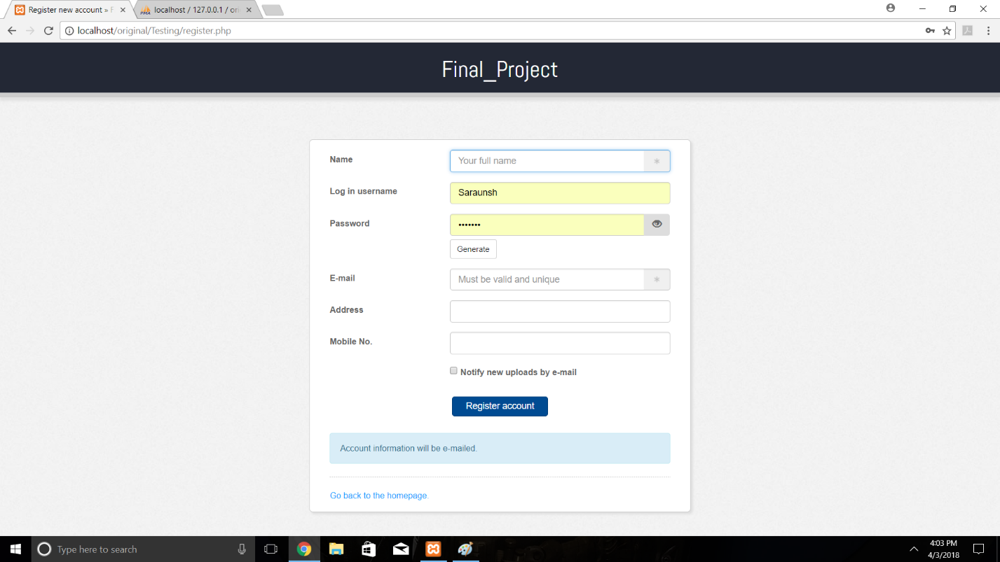 Register new account » F
localhost / 127.0.0.1 / ori
localhost/original/Testing/register.php
Final_Project
Name
Your full name
Log in username
Saraunsh
Password
•••••••
Generate
E-mail
Must be valid and unique
Address
Mobile No.
Notify new uploads by e-mail
Register account
Account information will be e-mailed.
Go back to the homepage.
Type here to search
4:03 PM
4/3/2018